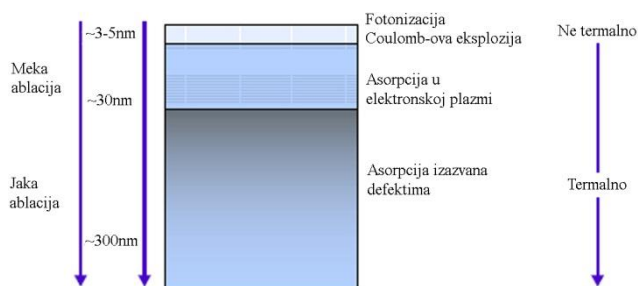 ~3-5nm
Meka
ablacija
~30nm
Jaka
ablacija
~300nm
Fotonizacija
Coulomb-ova eksplozija
Asorpcija u
elektronskoj plazmi
Asorpcija izazvana
defektima
Ne termalno
Termalno